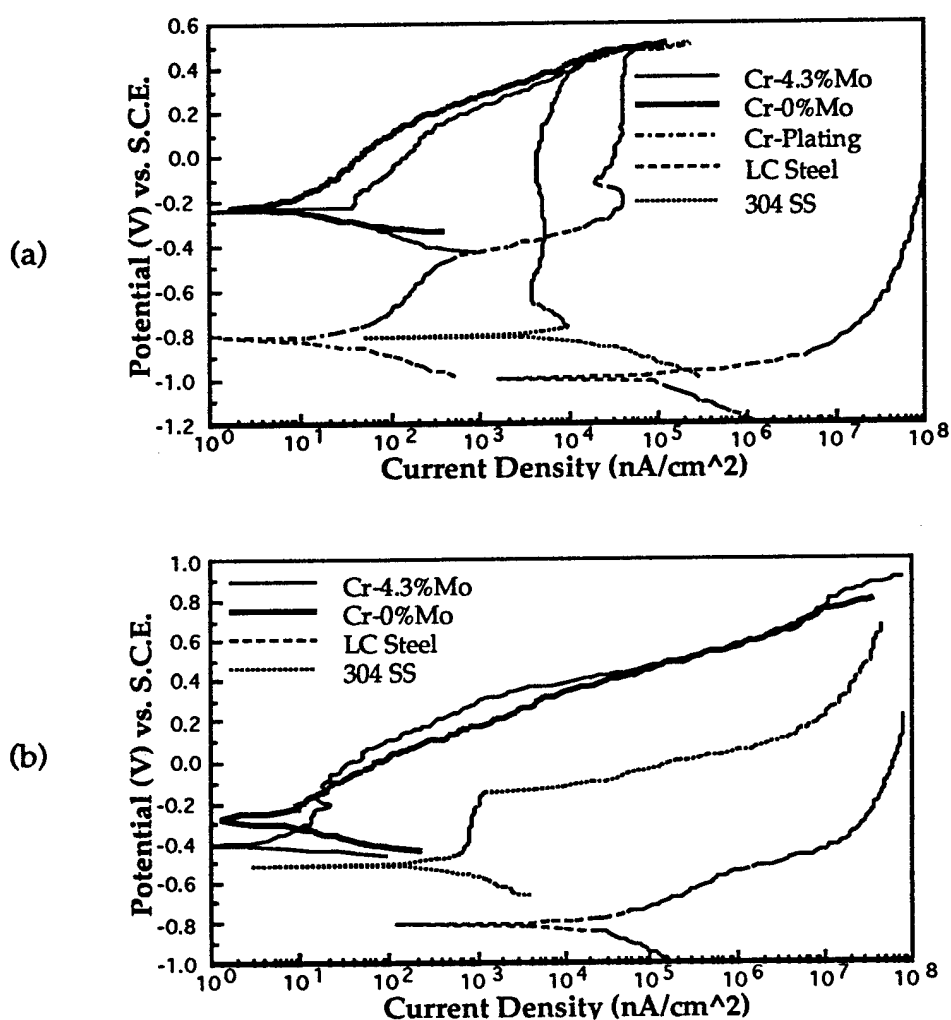 (a)
Potential (V) vs. S.C.E.
0.6
0.4
0.2
0.0
-0.2
-0.4
-0.6
-0.8
-1.0
-1.2
Cr-4.3%Mo
Cr-0%Mo
Cr-Plating
LC Steel
304 SS
10^0 10^1 10^2 10^3 10^4 10^5 10^6 10^7 10^8
Current Density (nA/cm^2)
(b)
Potential (V) vs. S.C.E.
1.0
0.8
0.6
0.4
0.2
0.0
-0.2
-0.4
-0.6
-0.8
-1.0
Cr-4.3%Mo
Cr-0%Mo
LC Steel
304 SS
10^0 10^1 10^2 10^3 10^4 10^5 10^6 10^7 10^8
Current Density (nA/cm^2)